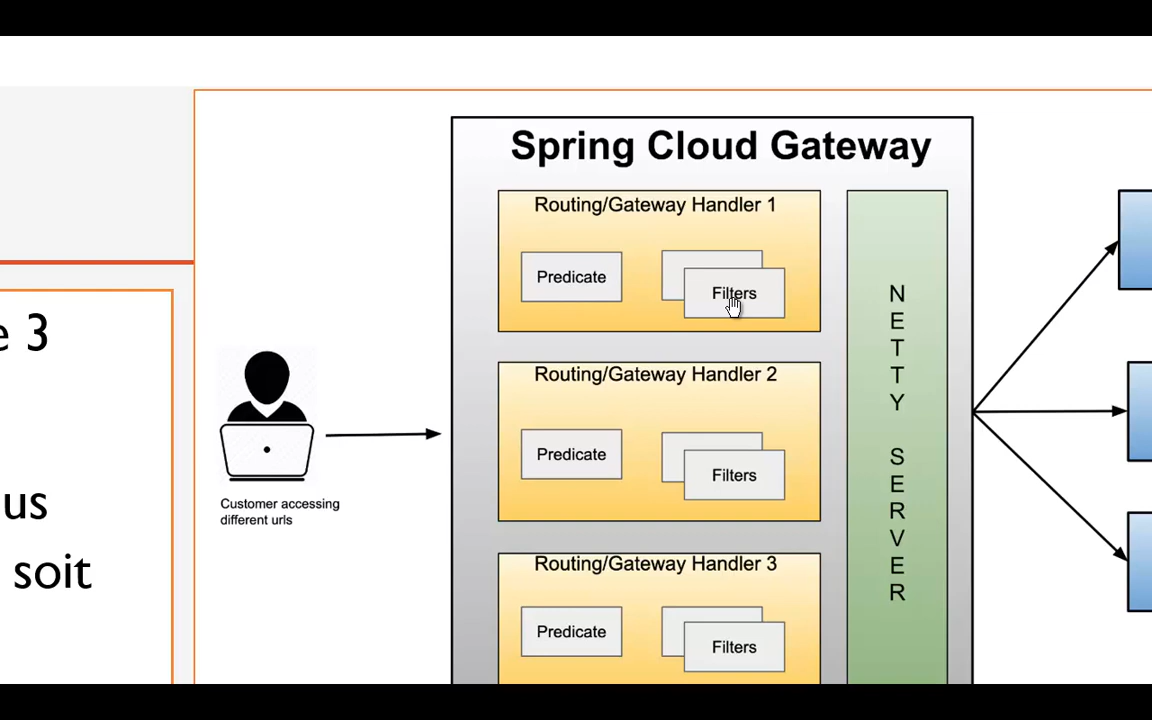 e 3
us
soit
Spring Cloud Gateway
Routing/Gateway Handler 1
Predicate
Filters
Routing/Gateway Handler 2
Predicate
Filters
Routing/Gateway Handler 3
Predicate
Filters
NETTY SERVER
Customer accessing
different urls